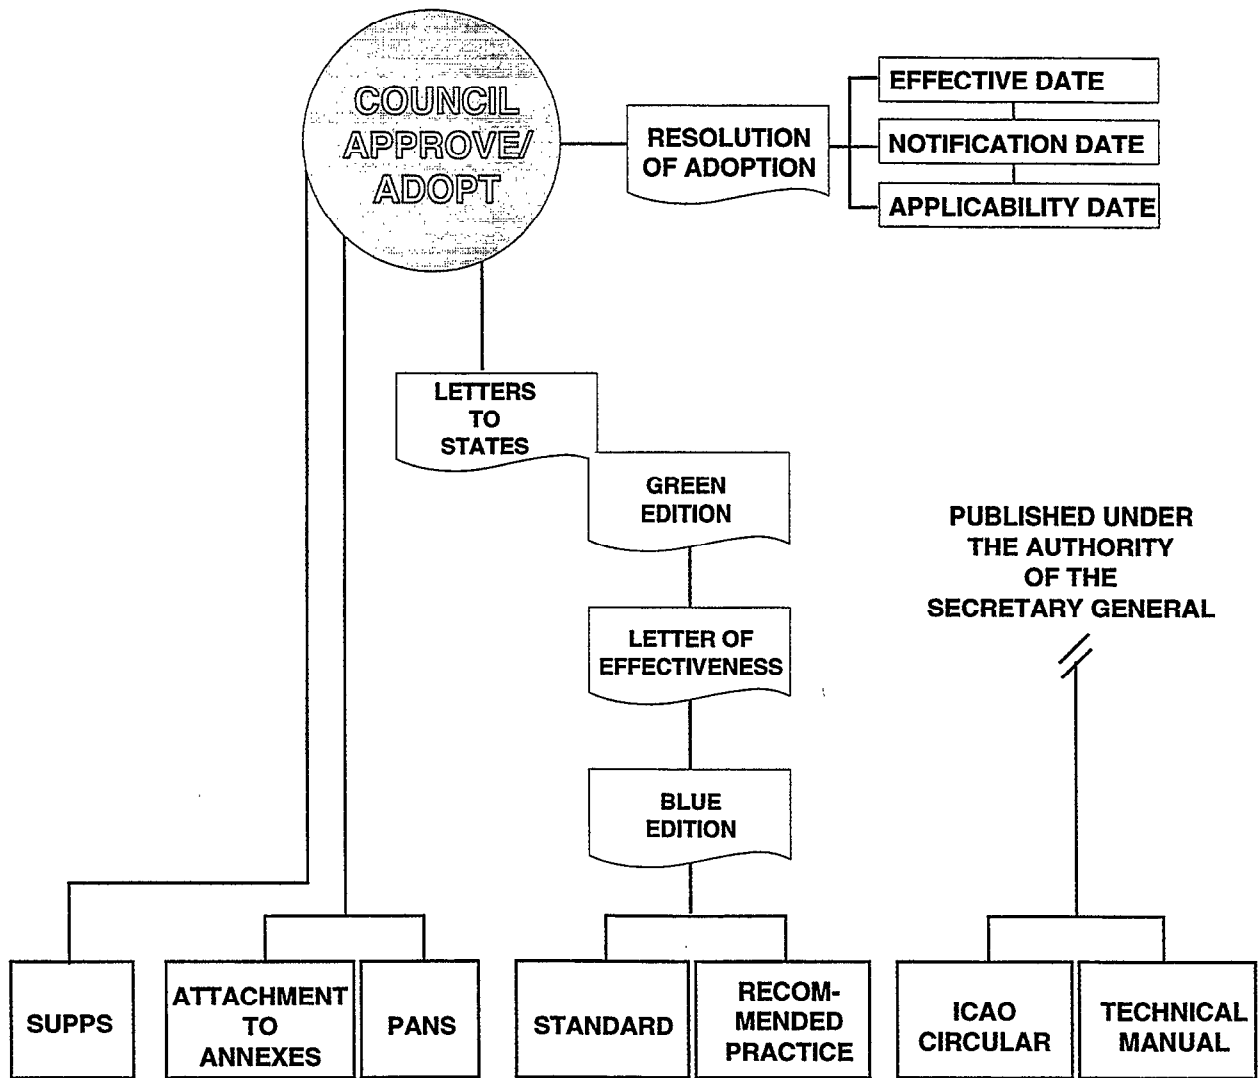 COUNCIL
APPROVE/
ADOPT
RESOLUTION
OF ADOPTION
EFFECTIVE DATE
NOTIFICATION DATE
APPLICABILITY DATE
LETTERS
TO
STATES
GREEN
EDITION
LETTER OF
EFFECTIVENESS
BLUE
EDITION
PUBLISHED UNDER
THE AUTHORITY
OF THE
SECRETARY GENERAL
SUPPS
ATTACHMENT
TO
ANNEXES
PANS
STANDARD
RECOM-
MENDED
PRACTICE
ICAO
CIRCULAR
TECHNICAL
MANUAL